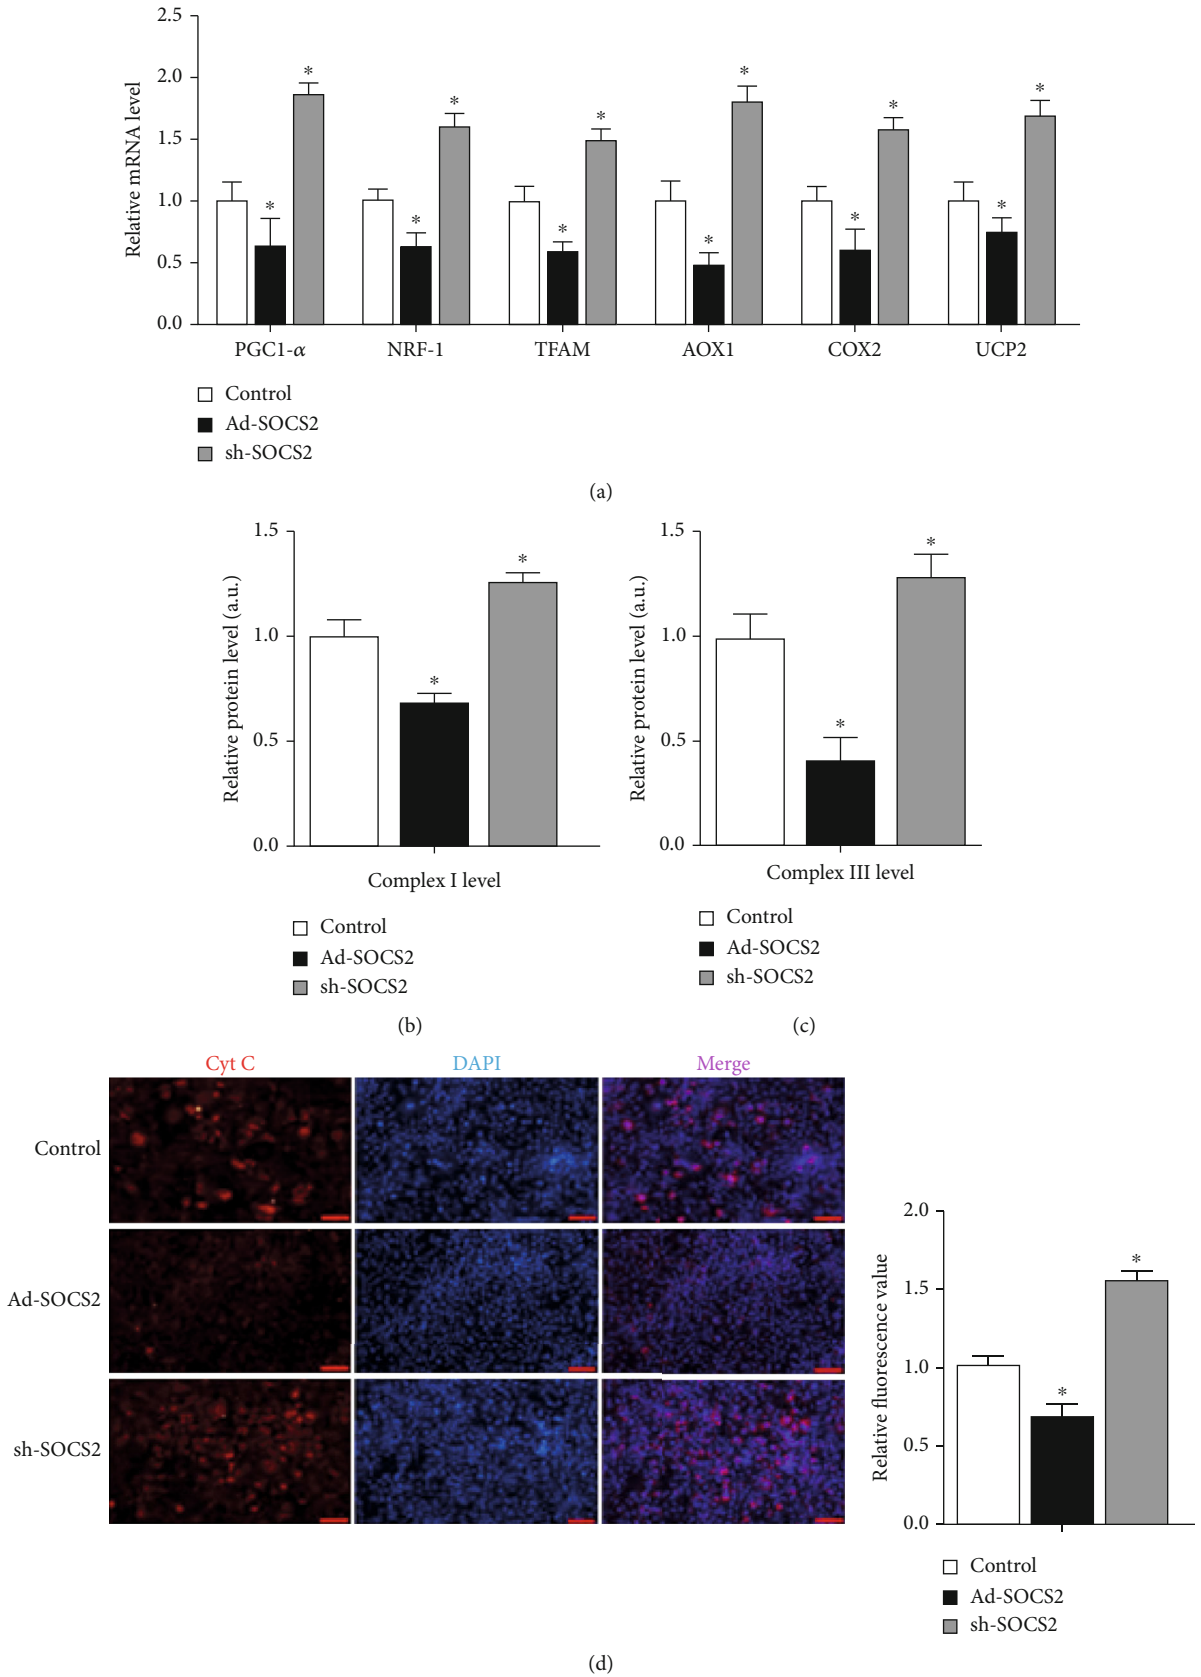 2.5
2.0
1.5
1.0
0.5
0.0
Relative mRNA level
* * * * * * * * * * * *
PGC1-α NRF-1 TFAM AOX1 COX2 UCP2
Control
Ad-SOCS2
sh-SOCS2
(a)
1.5
1.0
0.5
0.0
Relative protein level (a.u.)
* *
Complex I level
Control
Ad-SOCS2
sh-SOCS2
(b)
1.5
1.0
0.5
0.0
Relative protein level (a.u.)
* *
Complex III level
Control
Ad-SOCS2
sh-SOCS2
(c)
Cyt C DAPI Merge
Control
Ad-SOCS2
sh-SOCS2
2.0
1.5
1.0
0.5
0.0
Relative fluorescence value
* *
Control
Ad-SOCS2
sh-SOCS2
(d)